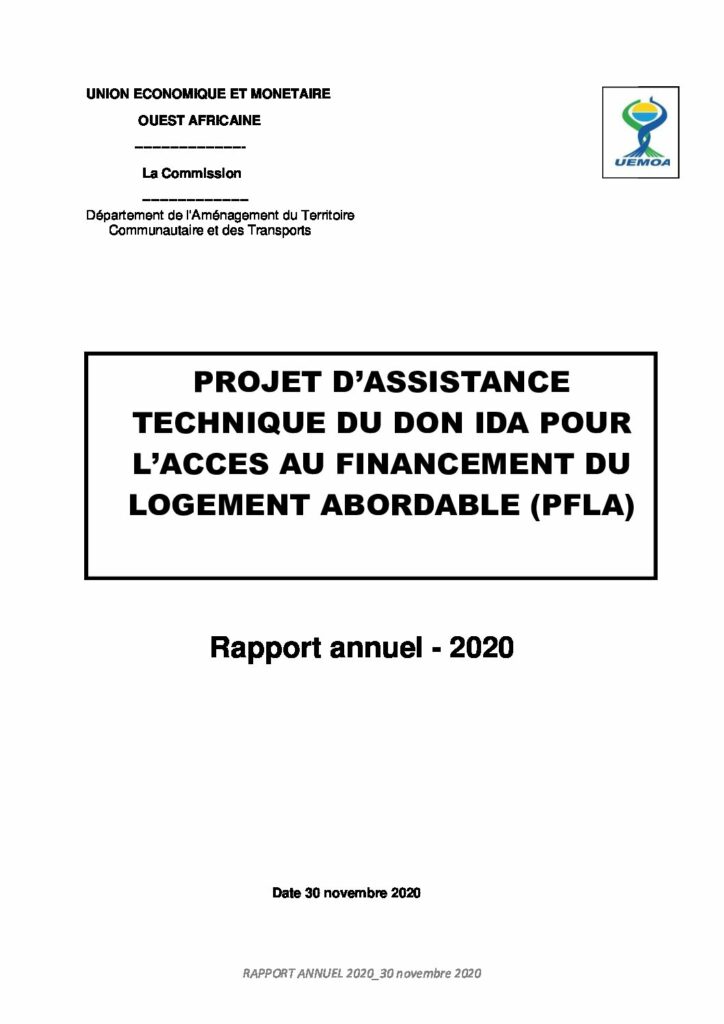 UNION ECONOMIQUE ET MONETAIRE
OUEST AFRICAINE
–––––––––––––-
La Commission
–––––––––––––
Département de l'Aménagement du Territoire
Communautaire et des Transports
UEMOA
PROJET D’ASSISTANCE
TECHNIQUE DU DON IDA POUR
L’ACCES AU FINANCEMENT DU
LOGEMENT ABORDABLE (PFLA)
Rapport annuel - 2020
Date 30 novembre 2020
RAPPORT ANNUEL 2020_30 novembre 2020